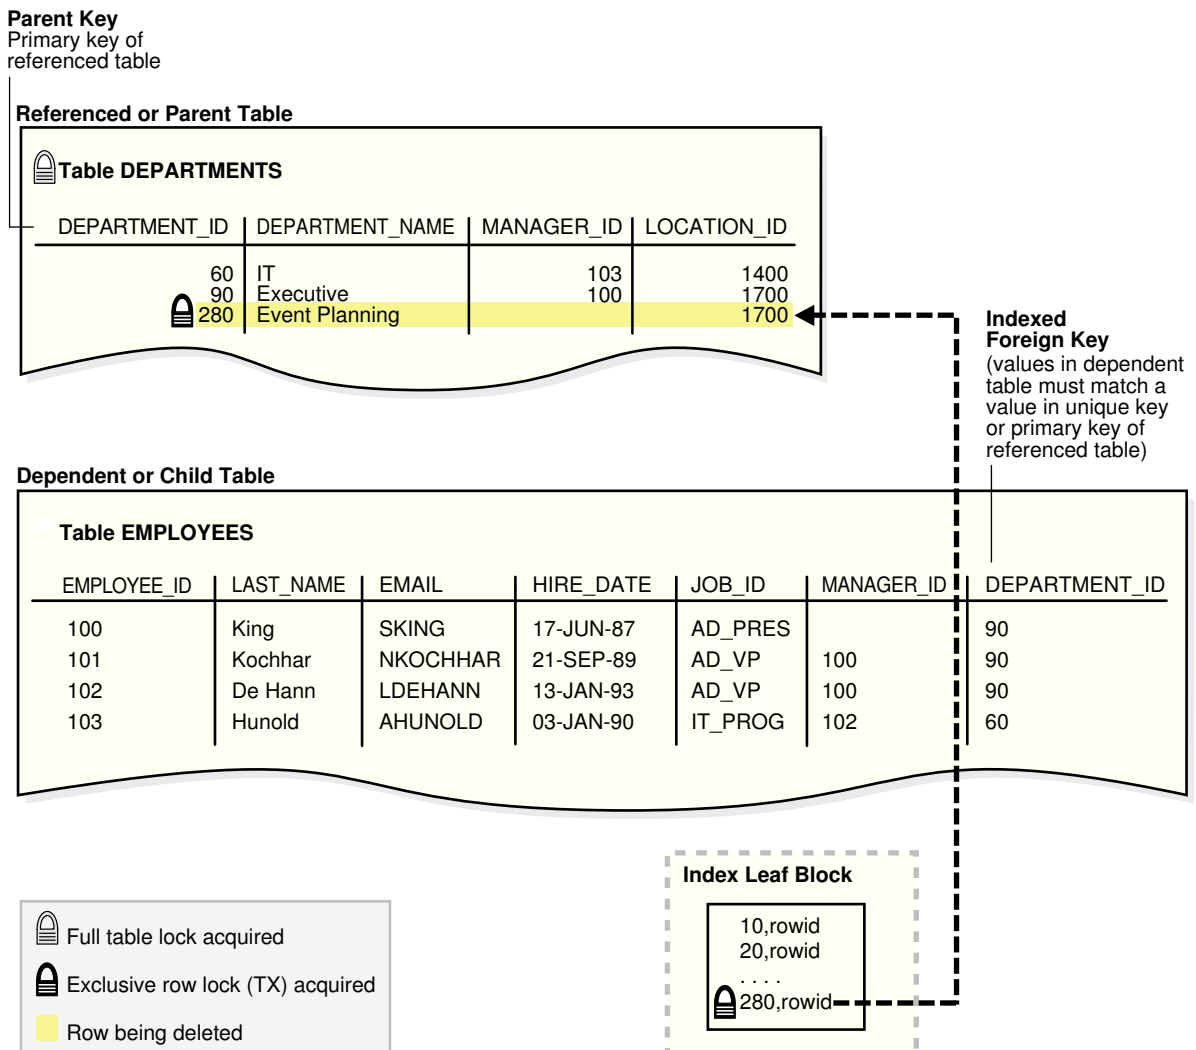 Parent Key
Primary key of
referenced table
Referenced or Parent Table
Table DEPARTMENTS
DEPARTMENT_ID DEPARTMENT_NAME MANAGER_ID LOCATION_ID
60 IT 103 1400
90 Executive 100 1700
280 Event Planning 1700
Indexed
Foreign Key
(values in dependent
table must match a
value in unique key
or primary key of
referenced table)
Dependent or Child Table
Table EMPLOYEES
EMPLOYEE_ID LAST_NAME EMAIL HIRE_DATE JOB_ID MANAGER_ID DEPARTMENT_ID
100 King SKING 17-JUN-87 AD_PRES 90
101 Kochhar NKOCHHAR 21-SEP-89 AD_VP 100 90
102 De Hann LDEHANN 13-JAN-93 AD_VP 100 90
103 Hunold AHUNOLD 03-JAN-90 IT_PROG 102 60
Index Leaf Block
10,rowid
20,rowid
. . . .
280,rowid
Full table lock acquired
Exclusive row lock (TX) acquired
Row being deleted